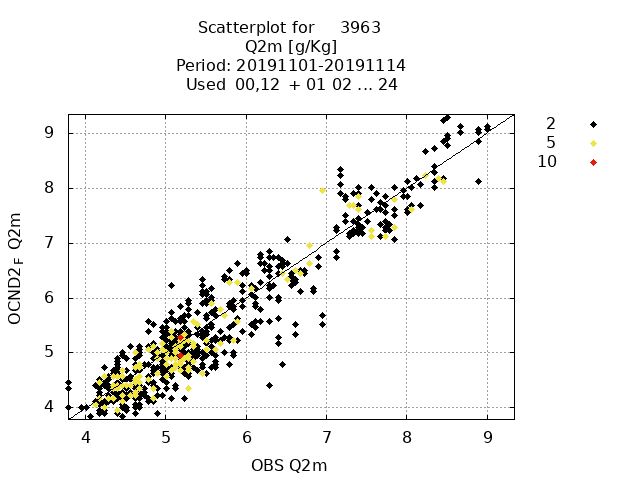 Scatterplot for 3963
Q2m [g/Kg]
Period: 20191101-20191114
Used 00,12 + 01 02 ... 24
2
5
10
OCND2_F Q2m
9
8
7
6
5
4
4 5 6 7 8 9
OBS Q2m